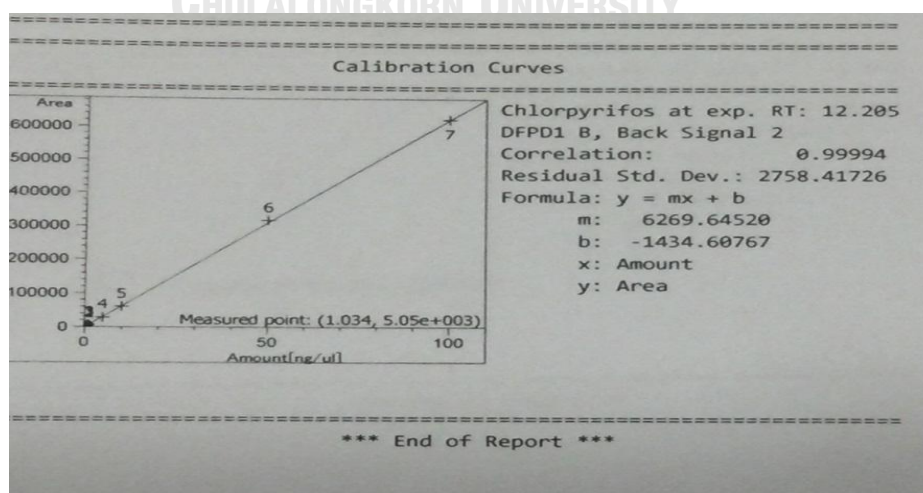 CHULALONGKORN UNIVERSITY
Calibration Curves
Area
600000
500000
400000
300000
200000
100000
0
4
5
6
7
Measured point: (1.034, 5.05e+003)
0
50
100
Amount[ng/ul]
Chlorpyrifos at exp. RT: 12.205
DFPD1 B, Back Signal 2
Correlation: 0.99994
Residual Std. Dev.: 2758.41726
Formula: y = mx + b
m: 6269.64520
b: -1434.60767
x: Amount
y: Area
*** End of Report ***